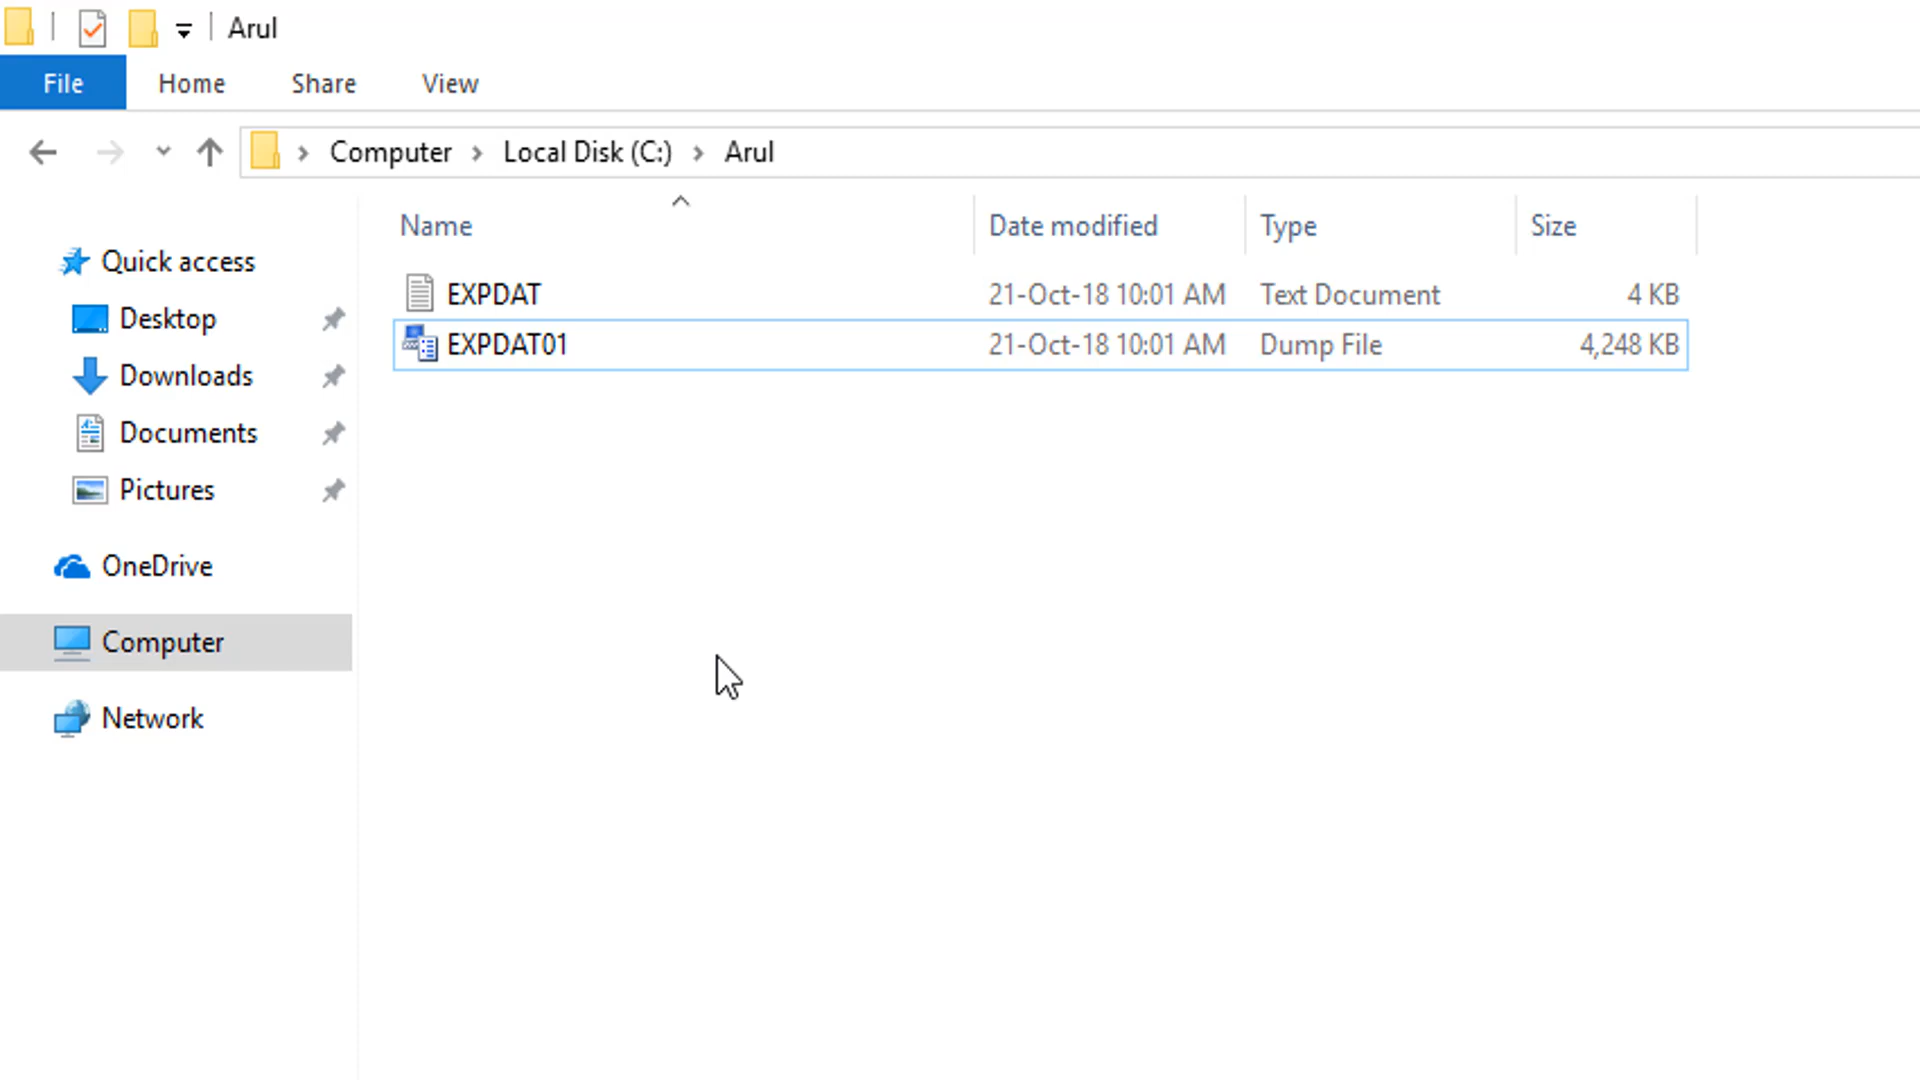 Arul
File Home Share View
Computer Local Disk (C:) Arul
Name Date modified Type Size
Quick access
Desktop
Downloads
Documents
Pictures
OneDrive
Computer
Network
EXPDAT 21-Oct-18 10:01 AM Text Document 4 KB
EXPDAT01 21-Oct-18 10:01 AM Dump File 4,248 KB